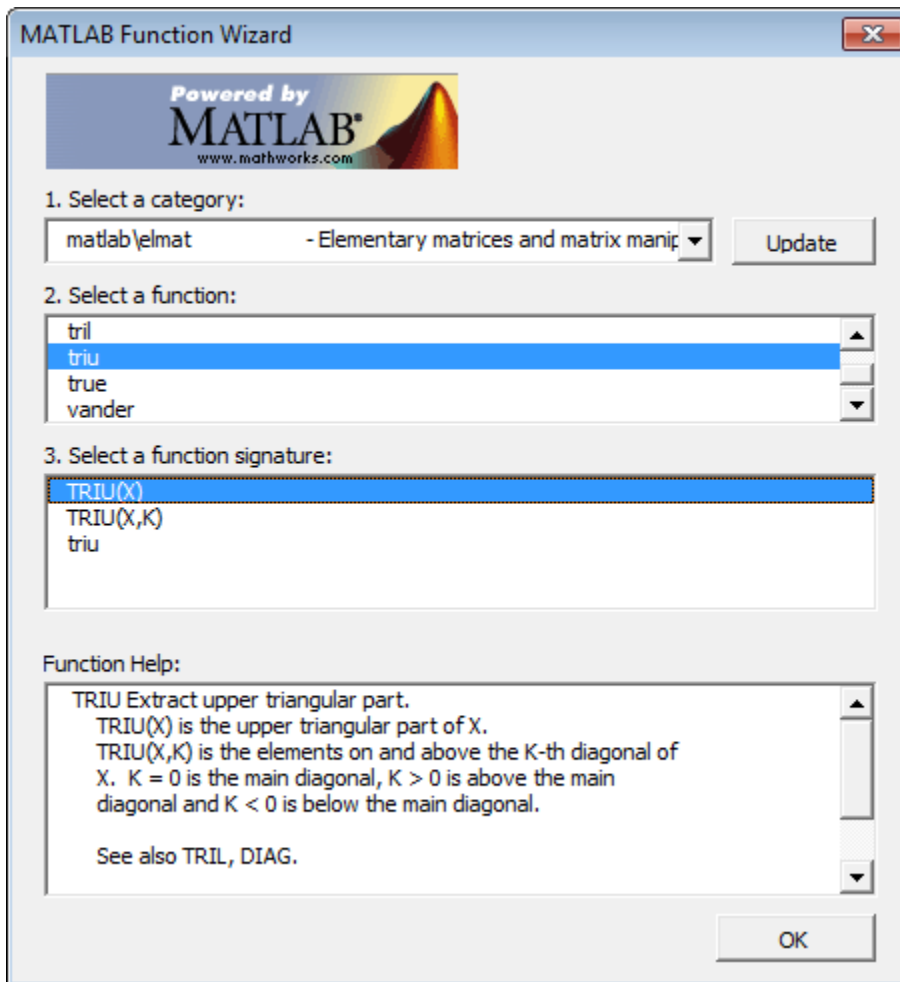 MATLAB Function Wizard
Powered by
MATLAB®
www.mathworks.com
1. Select a category:
matlab\elmat - Elementary matrices and matrix manip
Update
2. Select a function:
tril
triu
true
vander
3. Select a function signature:
TRIU(X)
TRIU(X,K)
triu
Function Help:
TRIU Extract upper triangular part.
TRIU(X) is the upper triangular part of X.
TRIU(X,K) is the elements on and above the K-th diagonal of
X. K = 0 is the main diagonal, K > 0 is above the main
diagonal and K < 0 is below the main diagonal.
See also TRIL, DIAG.
OK